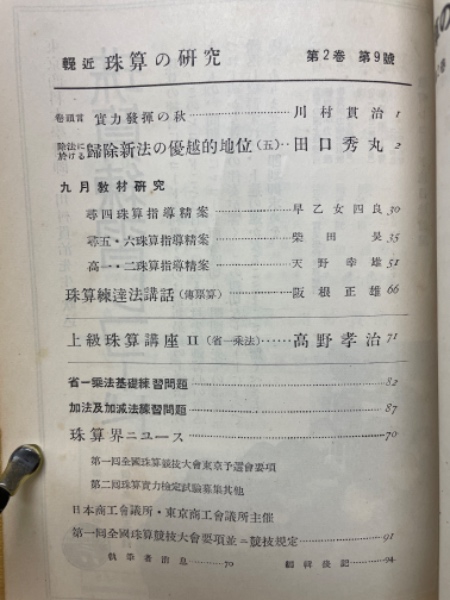 輓近 珠算の研究 第2巻 第9號
卷頭言 實力發揮の秋 川村貫治 1
除法に於ける 歸除新法の優越的地位(五) 田口秀丸 2
九月敎材硏究
尋四珠算指導精案 早乙女四良 30
尋五・六珠算指導精案 柴田 35
高一・二珠算指導精案 天野幸雄 51
珠算練達法講話(傳票算) 阪根正雄 66
上級珠算講座 II (省一乘法) 高野孝治 71
省一乘法基礎練習問題 82
加法及加減法練習問題 87
珠算界ニユース 70
第一囘全國珠算競技大會東京予選會要項
第二囘珠算實力檢定試驗募集其他
日本商工會議所・東京商工會議所主催
第一囘全國珠算競技大會要項並ニ競技規定 91
執筆者消息 70 編輯後記 94